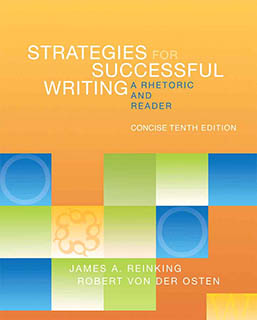 STRATEGIES FOR
SUCCESSFUL
WRITING
A RHETORIC
AND
READER
CONCISE TENTH EDITION
JAMES A. REINKING
ROBERT VON DER OSTEN